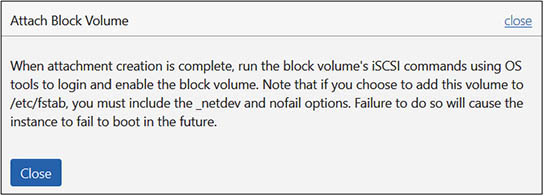 Attach Block Volume
close
When attachment creation is complete, run the block volume's iSCSI commands using OS
tools to login and enable the block volume. Note that if you choose to add this volume to
/etc/fstab, you must include the _netdev and nofail options. Failure to do so will cause the
instance to fail to boot in the future.
Close